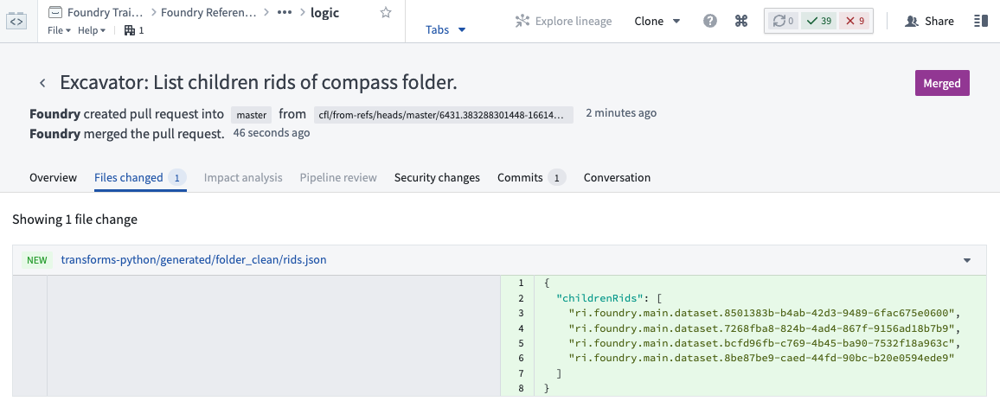 Foundry Trai… > Foundry Referen… > ••• > logic
File Help 1
Tabs
Explore lineage Clone ? ⌘ 0 39 9 Share
Excavator: List children rids of compass folder.
Merged
Foundry created pull request into master from cfl/from-refs/heads/master/6431.383288301448-16614… 2 minutes ago
Foundry merged the pull request. 46 seconds ago
Overview Files changed 1 Impact analysis Pipeline review Security changes Commits 1 Conversation
Showing 1 file change
NEW transforms-python/generated/folder_clean/rids.json
1 {
2 "childrenRids": [
3 "ri.foundry.main.dataset.8501383b-b4ab-42d3-9489-6fac675e0600",
4 "ri.foundry.main.dataset.7268fba8-824b-4ad4-867f-9156ad18b7b9",
5 "ri.foundry.main.dataset.bcfd96fb-c769-4b45-ba90-7532f18a963c",
6 "ri.foundry.main.dataset.8be87be9-caed-44fd-90bc-b20e0594ede9"
7 ]
8 }